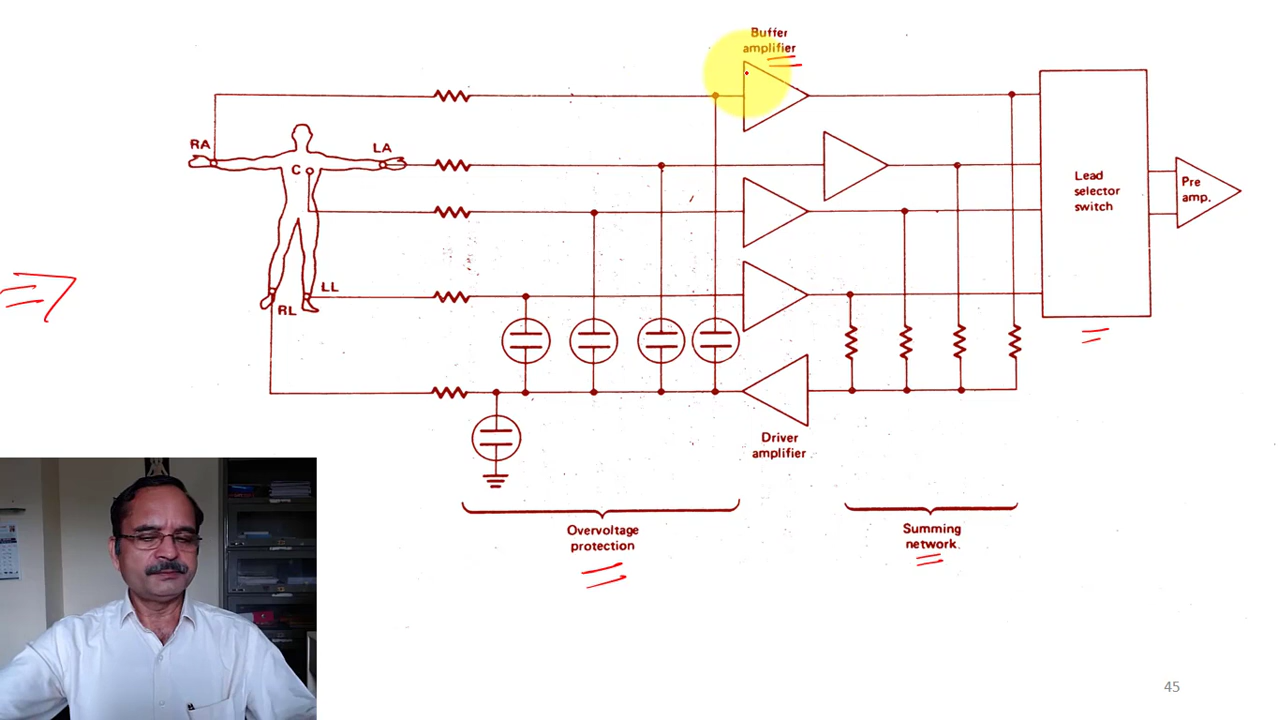 Buffer
amplifier
RA
LA
C
Lead
selector
switch
Pre
amp.
LL
RL
Driver
amplifier
Overvoltage
protection
Summing
network.
45